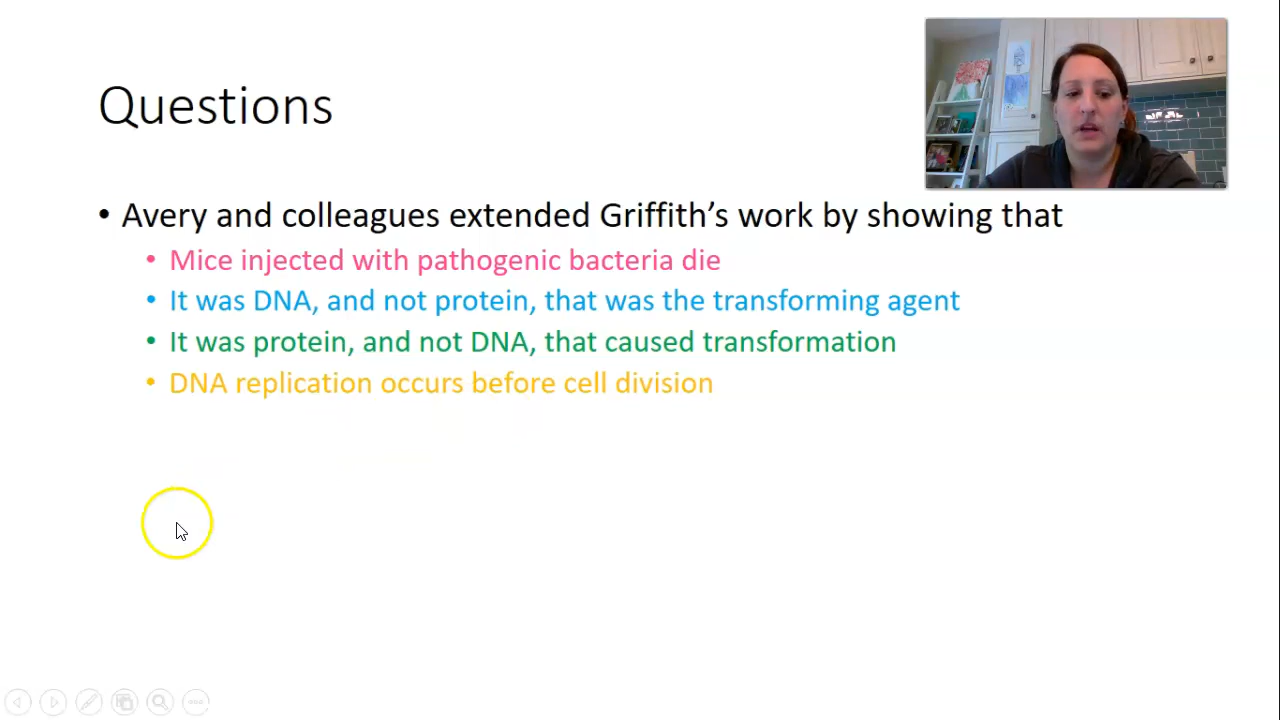 Questions
• Avery and colleagues extended Griffith’s work by showing that
• Mice injected with pathogenic bacteria die
• It was DNA, and not protein, that was the transforming agent
• It was protein, and not DNA, that caused transformation
• DNA replication occurs before cell division